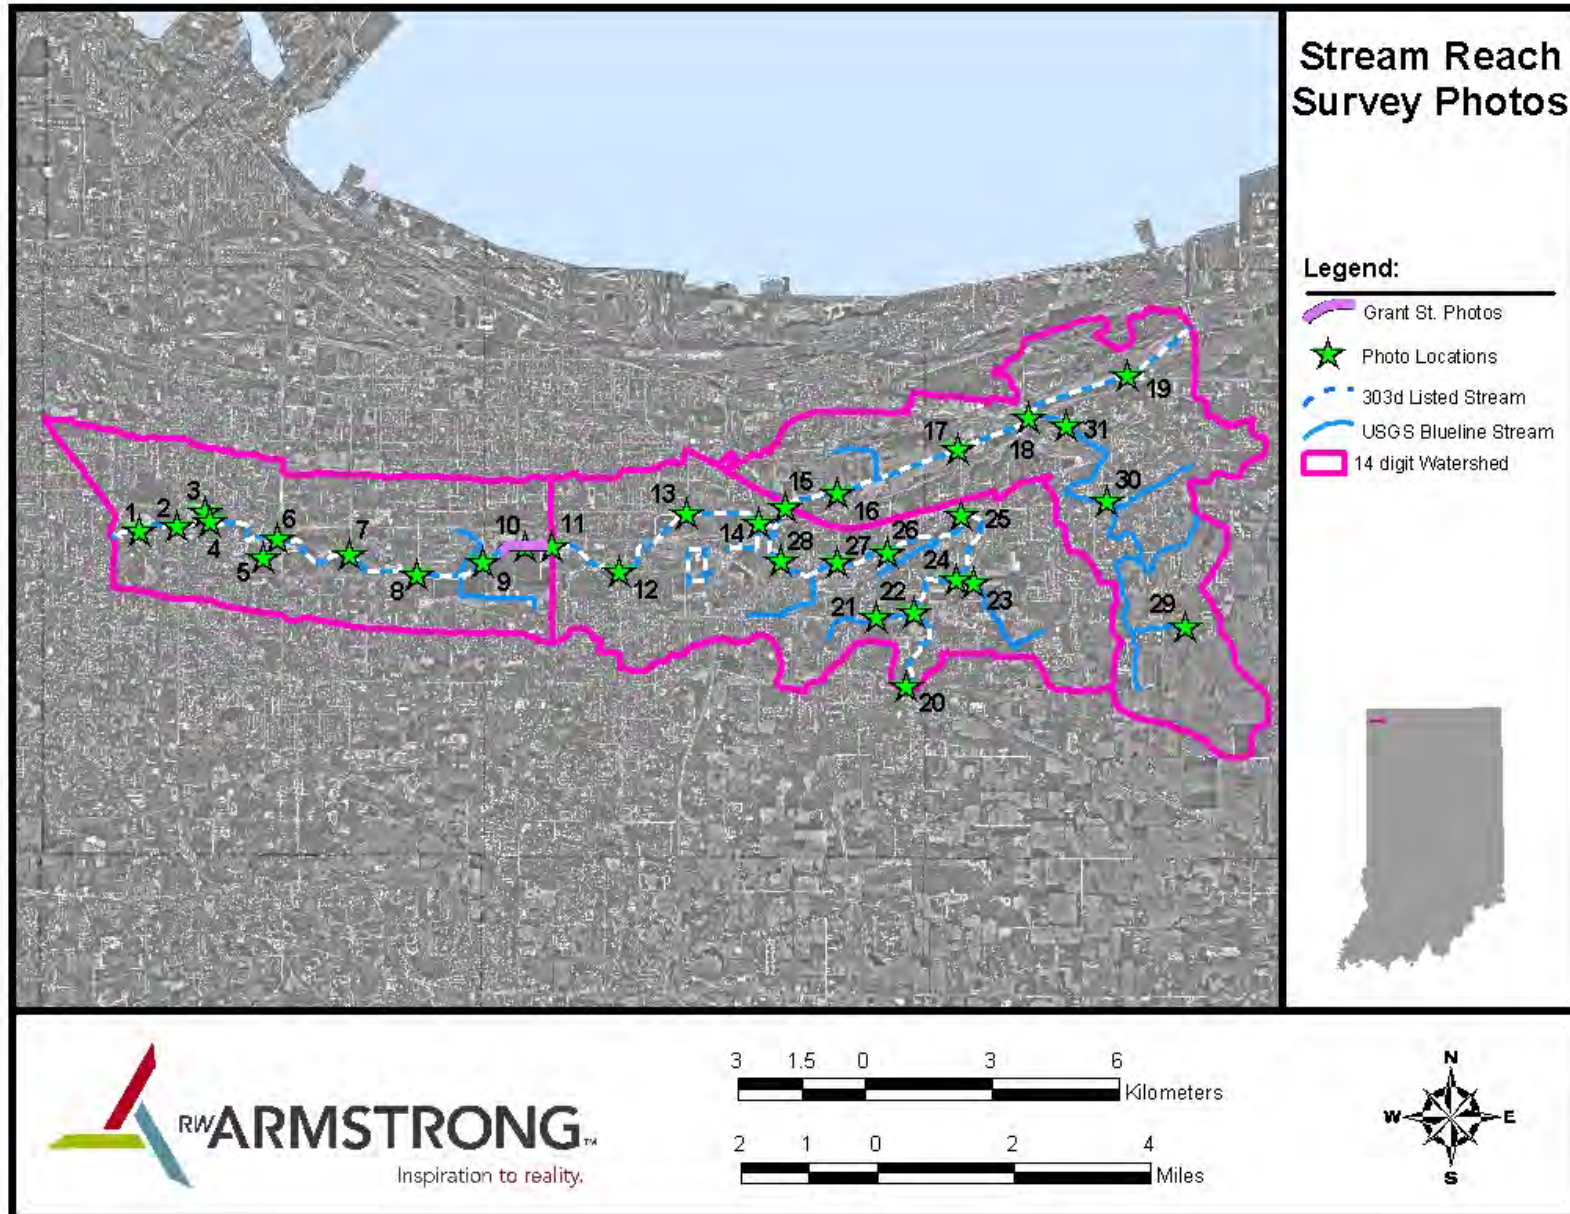 Stream Reach
Survey Photos
Legend:
Grant St. Photos
Photo Locations
303d Listed Stream
USGS Blueline Stream
14 digit Watershed
19
17
18
31
15
16
30
13
3
1
2
4
6
5
7
10
11
14
28
26
25
27
24
8
9
12
22
21
23
29
20
3 1.5 0 3 6
Kilometers
2 1 0 2 4
Miles
RWARMSTRONG™
Inspiration to reality.
N
W E
S